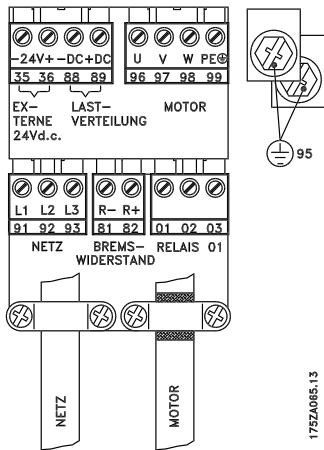 -24V+ -DC+DC
35 36 88 89
EX- TERNE 24Vd.c.
LAST- VERTEILUNG
U V W PE
96 97 98 99
MOTOR
95
L1 L2 L3
91 92 93
NETZ
R- R+
81 82
BREMS- WIDERSTAND
01 02 03
RELAIS 01
NETZ
MOTOR
175ZA065.13